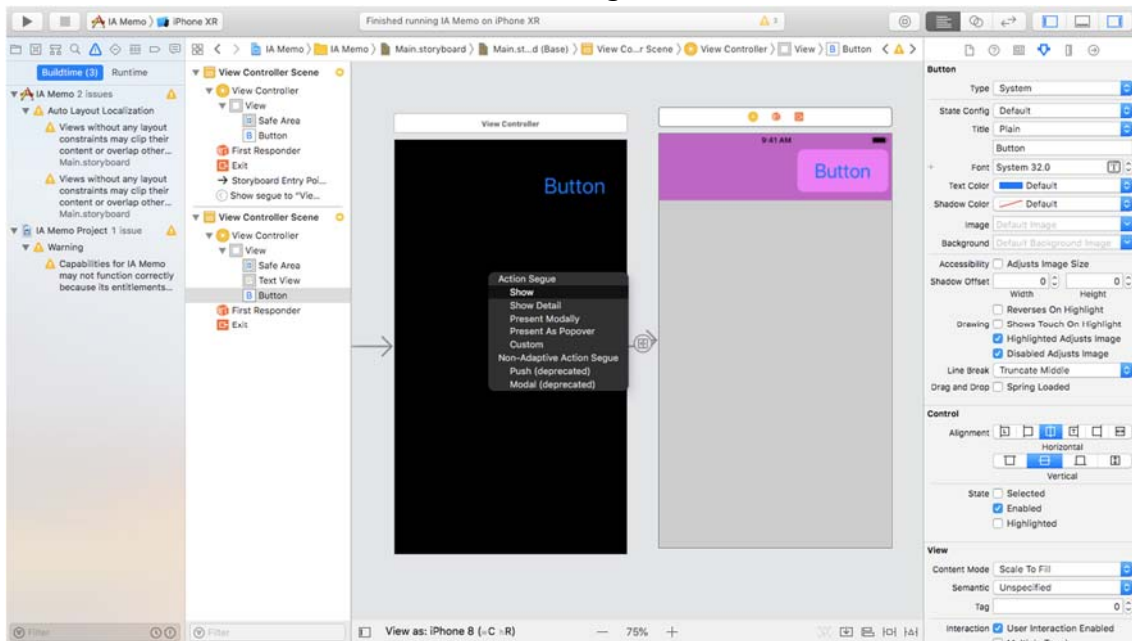 IA Memo
iPhone XR
Finished running IA Memo on iPhone XR
IA Memo
IA Memo
Main.storyboard
Main.st...d (Base)
View Co...r Scene
View Controller
View
B Button
Buildtime (3)
Runtime
IA Memo 2 issues
Auto Layout Localization
Views without any layout
constraints may clip their
content or overlap other...
Main.storyboard
Views without any layout
constraints may clip their
content or overlap other...
Main.storyboard
IA Memo Project 1 issue
Warning
Capabilities for IA Memo
may not function correctly
because its entitlements...
Filter
View Controller Scene
View Controller
View
Safe Area
B Button
First Responder
Exit
Storyboard Entry Poi...
Show segue to "Vie...
View Controller Scene
View Controller
View
Safe Area
Text View
B Button
First Responder
Exit
Filter
View Controller
Button
Action Segue
Show
Show Detail
Present Modally
Present As Popover
Custom
Non-Adaptive Action Segue
Push (deprecated)
Modal (deprecated)
9:41 AM
Button
View as: iPhone 8 (
75%
Button
Type System
State Config Default
Title Plain
Button
Font System 32.0
Text Color Default
Shadow Color Default
Image Default Image
Background Default Background Image
Accessibility Adjusts Image Size
Shadow Offset 0 0
Width Height
Reverses On Highlight
Drawing Shows Touch On Highlight
Highlighted Adjusts Image
Disabled Adjusts Image
Line Break Truncate Middle
Drag and Drop Spring Loaded
Control
Alignment
Horizontal
Vertical
State Selected
Enabled
Highlighted
View
Content Mode Scale To Fill
Semantic Unspecified
Tag 0
Interaction User Interaction Enabled